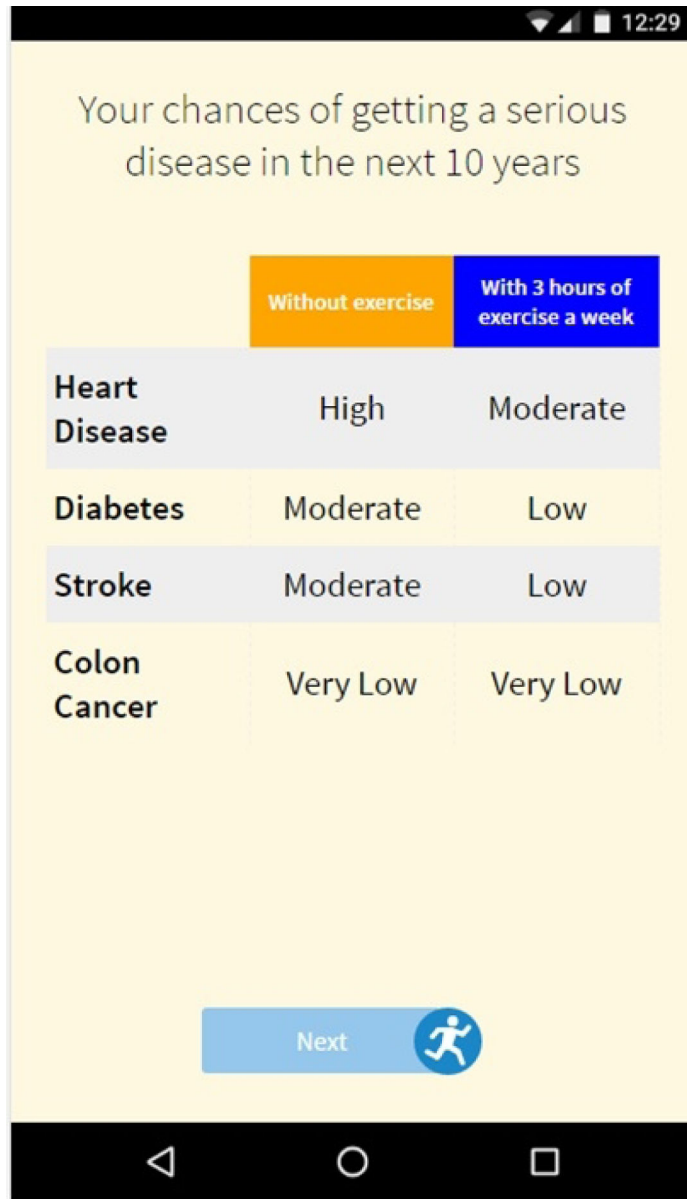 12:29
Your chances of getting a serious
disease in the next 10 years
Without exercise
With 3 hours of
exercise a week
Heart
Disease
High
Moderate
Diabetes
Moderate
Low
Stroke
Moderate
Low
Colon
Cancer
Very Low
Very Low
Next